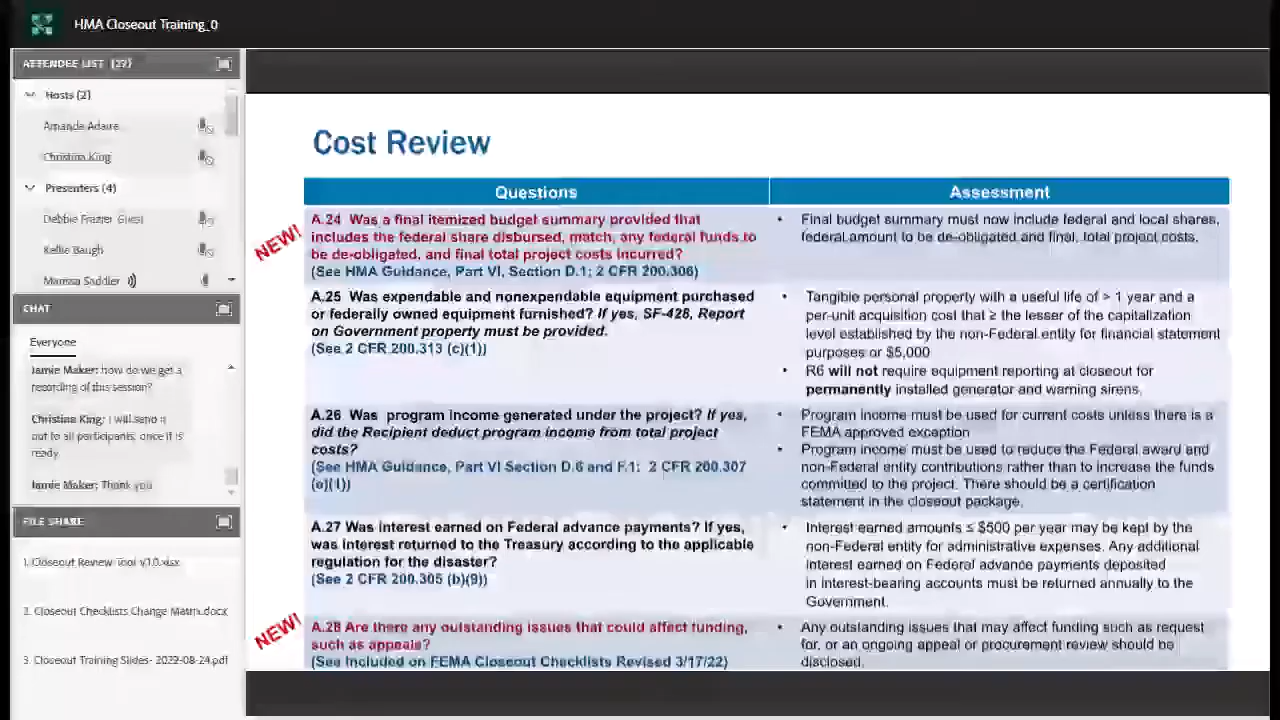 HMA Closeout Training_0
ATTENDEE LIST (27)
Hosts (2)
Amanda Adaire
Christina King
Presenters (4)
Debbie Frazier Guest
Kellie Baugh
Marissa Saddler
CHAT
Everyone
Jamie Maker: how do we get a
recording of this session?
Christina King: I will send it
out to all participants, once it is
ready.
Jamie Maker: Thank you
FILE SHARE
1. Closeout Review Tool v1.0.xlsx
2. Closeout Checklists Change Matrix.docx
3. Closeout Training Slides- 2022-08-24.pdf
Cost Review
Questions
Assessment
NEW!
A.24 Was a final itemized budget summary provided that
includes the federal share disbursed, match, any federal funds to
be de-obligated, and final total project costs incurred?
(See HMA Guidance, Part VI, Section D.1; 2 CFR 200.306)
• Final budget summary must now include federal and local shares,
federal amount to be de-obligated and final, total project costs.
A.25 Was expendable and nonexpendable equipment purchased
or federally owned equipment furnished? If yes, SF-428, Report
on Government property must be provided.
(See 2 CFR 200.313 (c)(1))
• Tangible personal property with a useful life of > 1 year and a
per-unit acquisition cost that ≥ the lesser of the capitalization
level established by the non-Federal entity for financial statement
purposes or $5,000
• R6 will not require equipment reporting at closeout for
permanently installed generator and warning sirens.
A.26 Was program income generated under the project? If yes,
did the Recipient deduct program income from total project
costs?
(See HMA Guidance, Part VI Section D.6 and F.1; 2 CFR 200.307
(e)(1))
• Program income must be used for current costs unless there is a
FEMA approved exception
• Program income must be used to reduce the Federal award and
non-Federal entity contributions rather than to increase the funds
committed to the project. There should be a certification
statement in the closeout package.
A.27 Was interest earned on Federal advance payments? If yes,
was interest returned to the Treasury according to the applicable
regulation for the disaster?
(See 2 CFR 200.305 (b)(9))
• Interest earned amounts ≤ $500 per year may be kept by the
non-Federal entity for administrative expenses. Any additional
interest earned on Federal advance payments deposited
in interest-bearing accounts must be returned annually to the
Government.
NEW!
A.28 Are there any outstanding issues that could affect funding,
such as appeals?
(See Included on FEMA Closeout Checklists Revised 3/17/22)
• Any outstanding issues that may affect funding such as request
for, or an ongoing appeal or procurement review should be
disclosed.